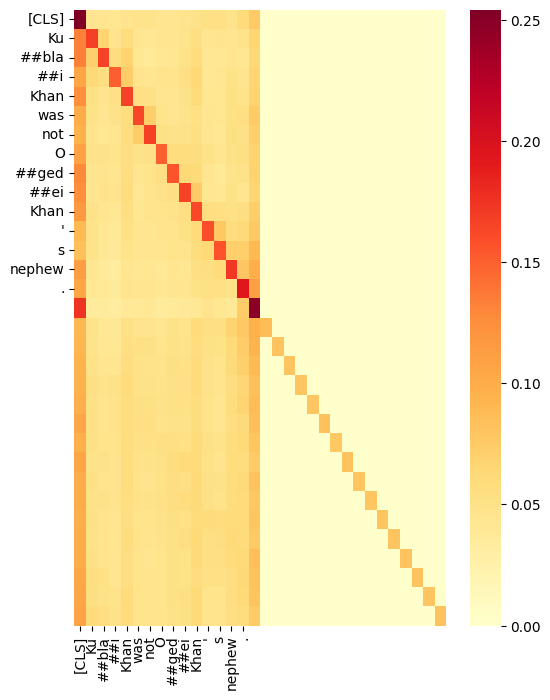 [CLS]
Ku
##bla
##i
Khan
was
not
O
##ged
##ei
Khan
'
s
nephew
.
0.25
0.20
0.15
0.10
0.05
0.00
[CLS] Ku ##bla ##i Khan was not O ##ged ##ei Khan ' s nephew .